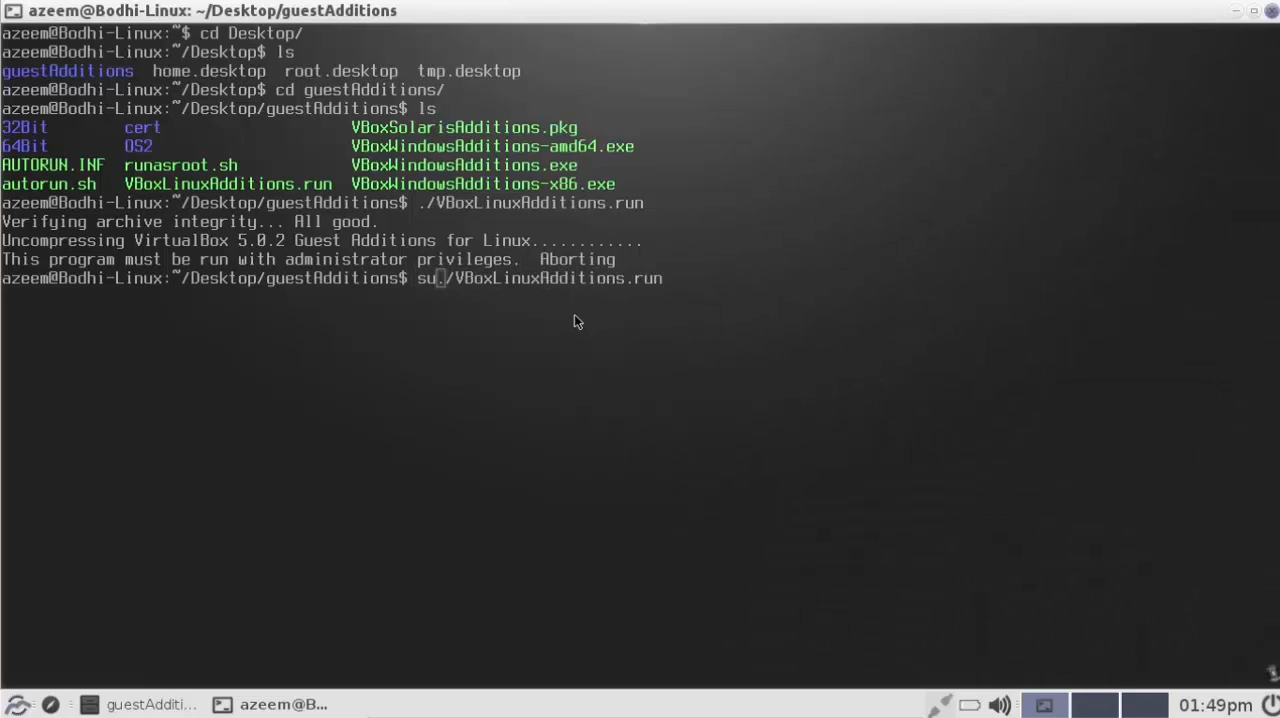 azeem@Bodhi-Linux: ~/Desktop/guestAdditions
azeem@Bodhi-Linux:~$ cd Desktop/
azeem@Bodhi-Linux:~/Desktop$ ls
guestAdditions home.desktop root.desktop tmp.desktop
azeem@Bodhi-Linux:~/Desktop$ cd guestAdditions/
azeem@Bodhi-Linux:~/Desktop/guestAdditions$ ls
32Bit cert VBoxSolarisAdditions.pkg
64Bit OS2 VBoxWindowsAdditions-amd64.exe
AUTORUN.INF runasroot.sh VBoxWindowsAdditions.exe
autorun.sh VBoxLinuxAdditions.run VBoxWindowsAdditions-x86.exe
azeem@Bodhi-Linux:~/Desktop/guestAdditions$ ./VBoxLinuxAdditions.run
Verifying archive integrity... All good.
Uncompressing VirtualBox 5.0.2 Guest Additions for Linux............
This program must be run with administrator privileges. Aborting
azeem@Bodhi-Linux:~/Desktop/guestAdditions$ su./VBoxLinuxAdditions.run
guestAdditi... azeem@B... 01:49pm